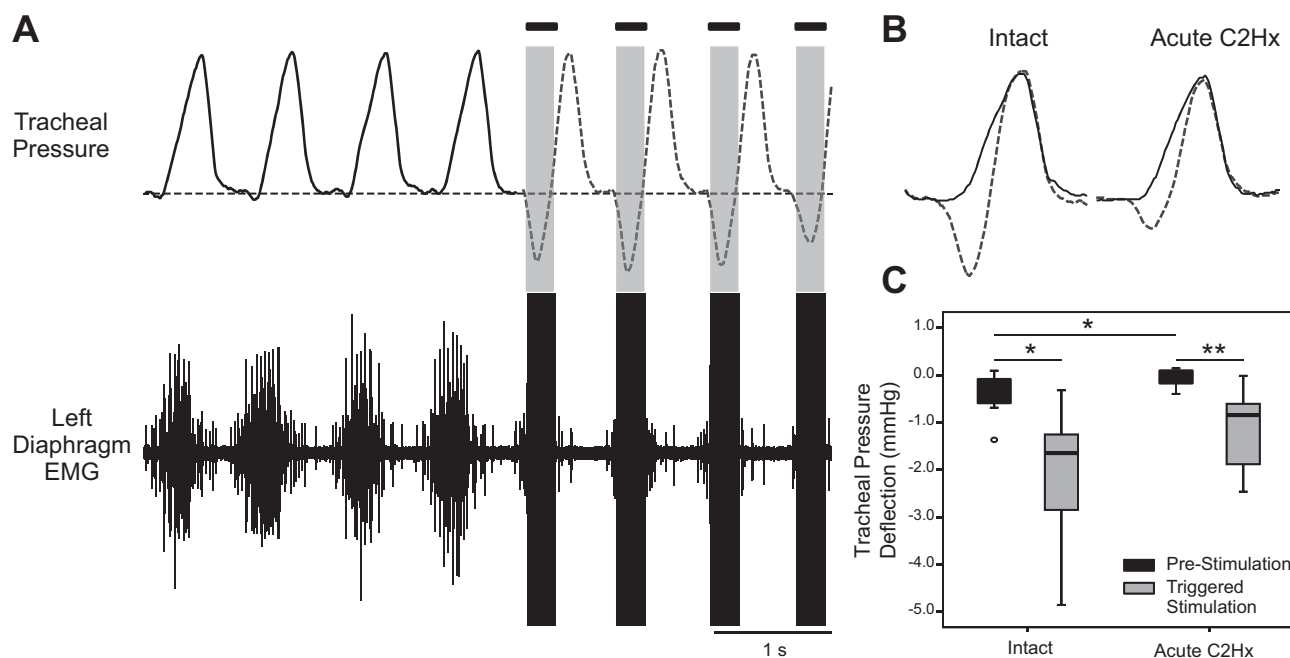 A
Tracheal
Pressure
Left
Diaphragm
EMG
1 s
B
Intact
Acute C2Hx
C
Tracheal Pressure
Deflection (mmHg)
1.0
0.0
-1.0
-2.0
-3.0
-4.0
-5.0
*
*
**
Pre-Stimulation
Triggered
Stimulation
Intact
Acute C2Hx